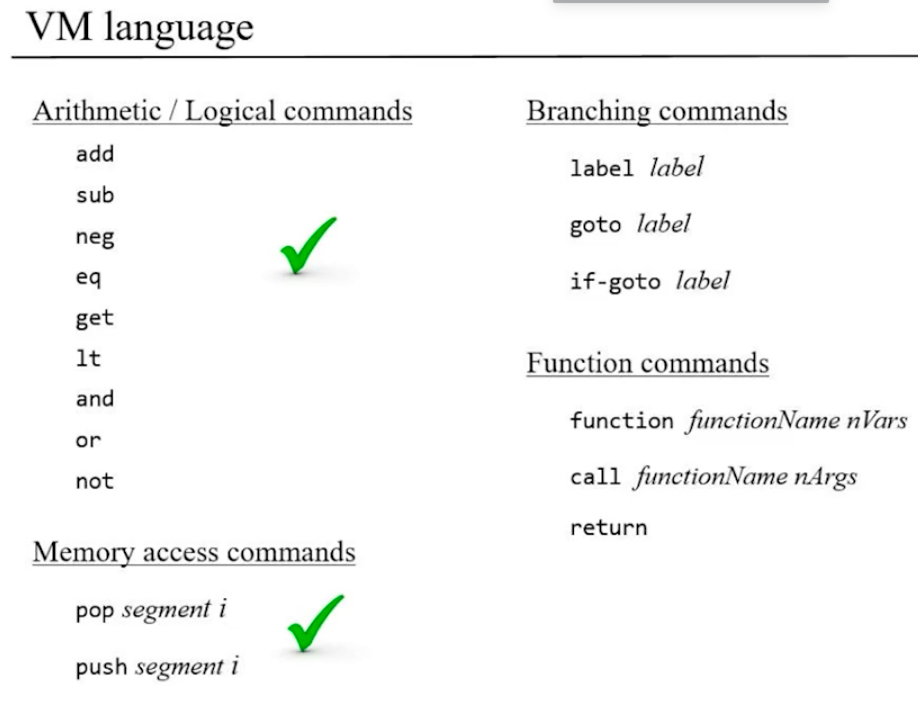 VM language
Arithmetic / Logical commands
add
sub
neg
eq
get
lt
and
or
not
Memory access commands
pop segment i
push segment i
Branching commands
label label
goto label
if-goto label
Function commands
function functionName nVars
call functionName nArgs
return